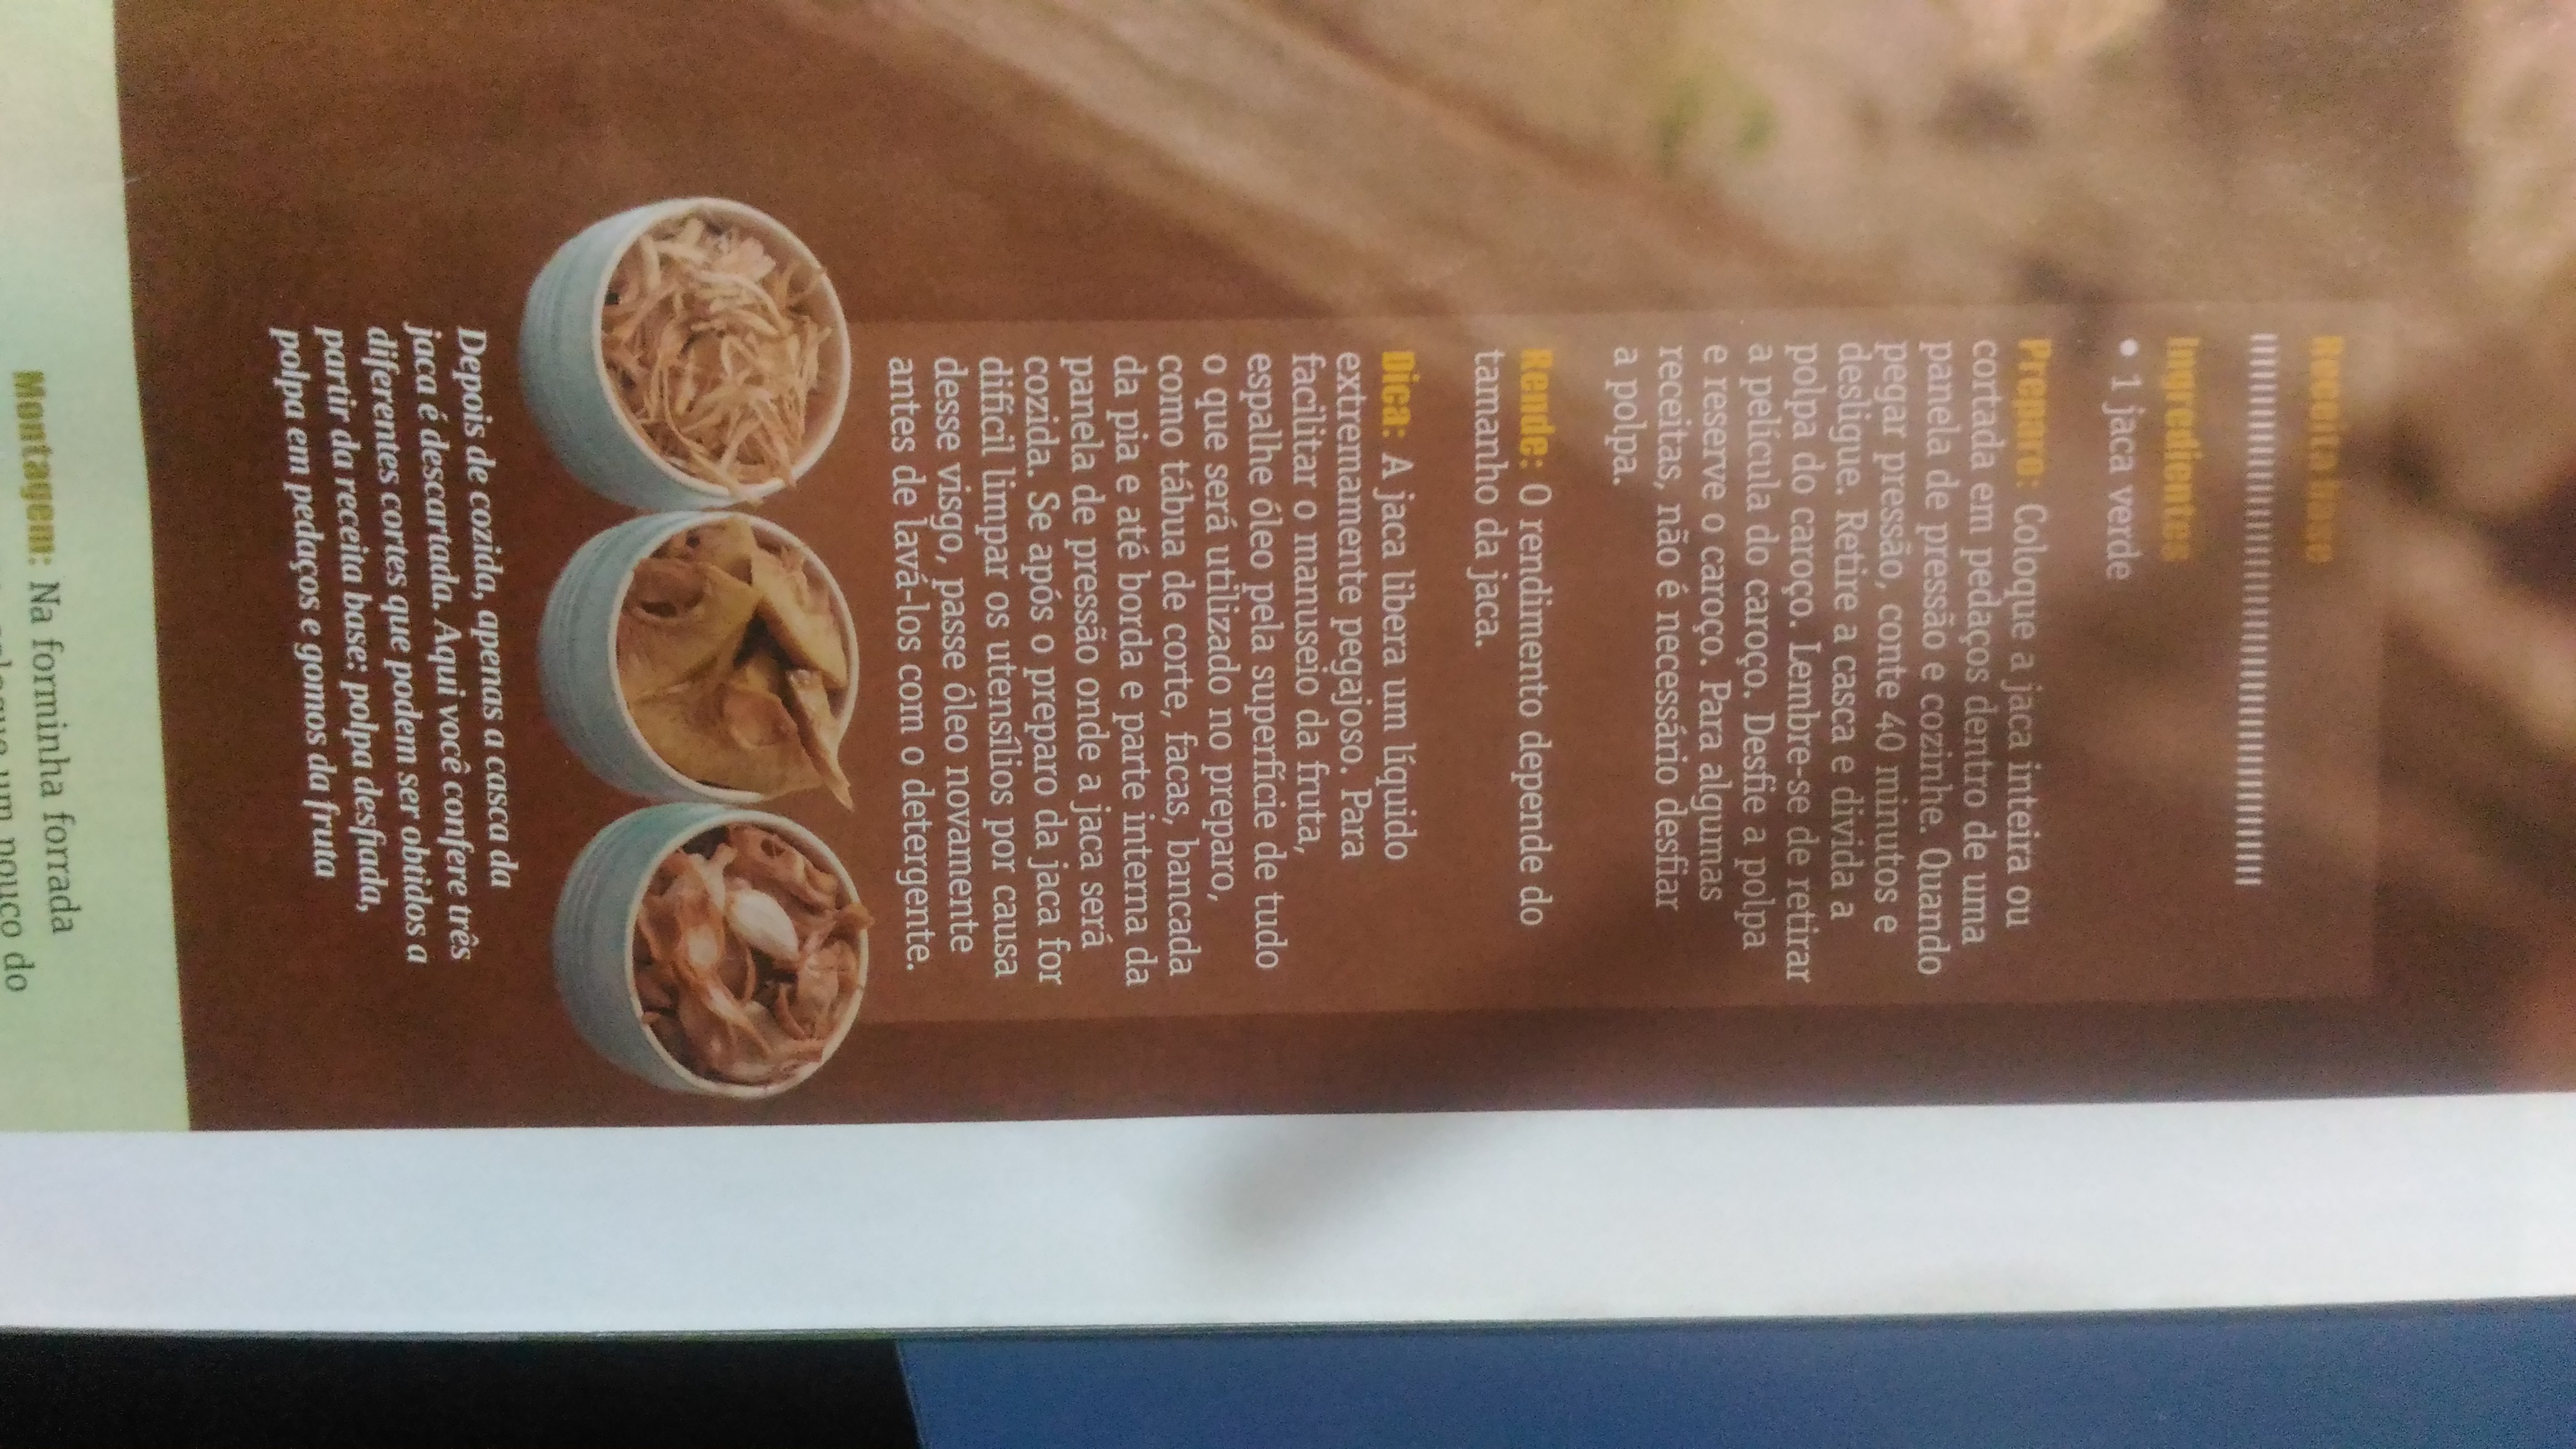 Receita base
Ingredientes
• 1 jaca verde
Preparo: Coloque a jaca inteira ou
cortada em pedaços dentro de uma
panela de pressão e cozinhe. Quando
pegar pressão, conte 40 minutos e
desligue. Retire a casca e divida a
polpa do caroço. Lembre-se de retirar
a película do caroço. Desfie a polpa
e reserve o caroço. Para algumas
receitas, não é necessário desfiar
a polpa.
Rende: O rendimento depende do
tamanho da jaca.
Dica: A jaca libera um líquido
extremamente pegajoso. Para
facilitar o manuseio da fruta,
espalhe óleo pela superfície de tudo
o que será utilizado no preparo,
como tábua de corte, facas, bancada
da pia e até borda e parte interna da
panela de pressão onde a jaca será
cozida. Se após o preparo da jaca for
difícil limpar os utensílios por causa
desse visgo, passe óleo novamente
antes de lavá-los com o detergente.
Depois de cozida, apenas a casca da
jaca é descartada. Aqui você confere três
diferentes cortes que podem ser obtidos a
partir da receita base: polpa desfiada,
polpa em pedaços e gomos da fruta
Montagem: Na forminha forrada
um pouco do